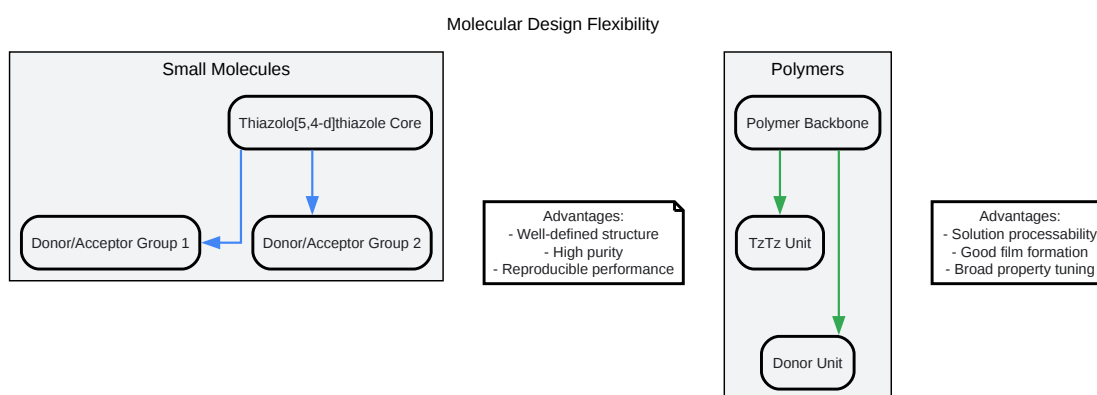 Molecular Design Flexibility
Small Molecules
Thiazolo[5,4-d]thiazole Core
Donor/Acceptor Group 1
Donor/Acceptor Group 2
Advantages:
- Well-defined structure
- High purity
- Reproducible performance
Polymers
Polymer Backbone
TzTz Unit
Donor Unit
Advantages:
- Solution processability
- Good film formation
- Broad property tuning